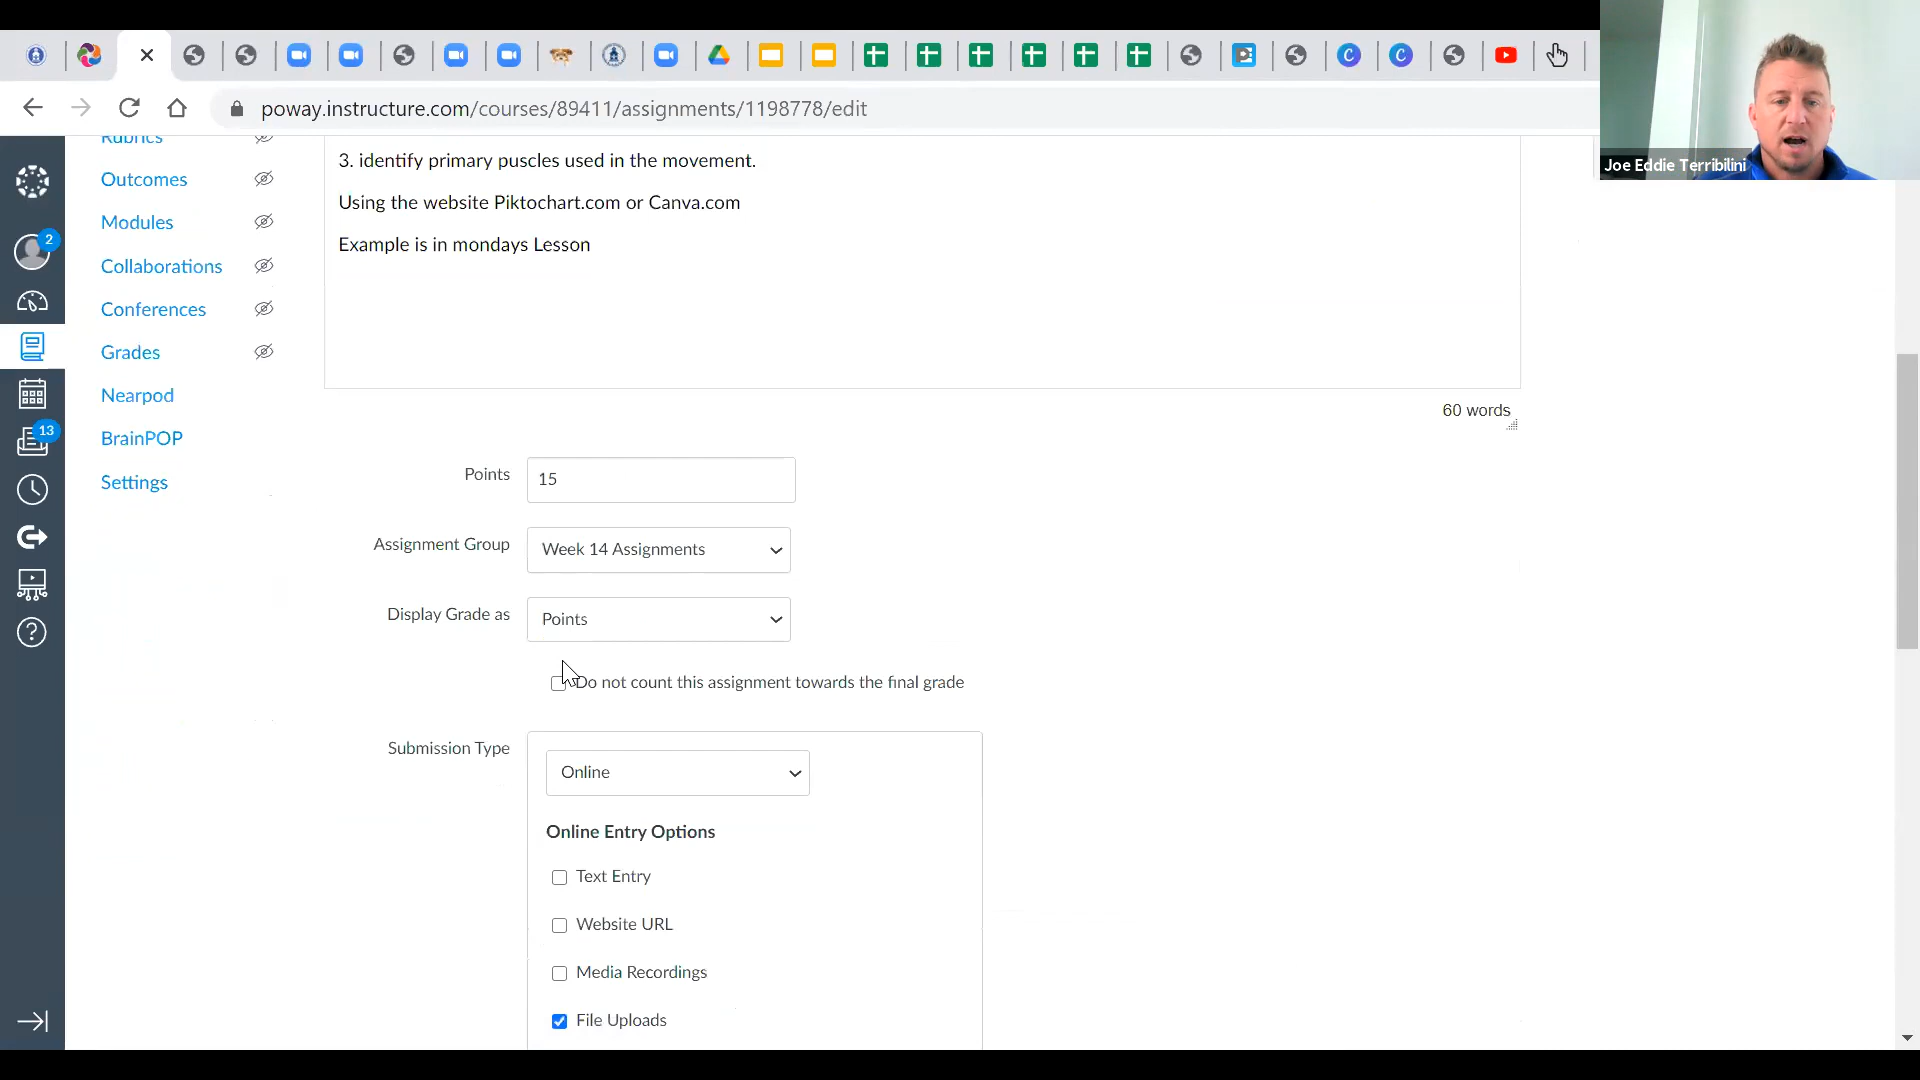 poway.instructure.com/courses/89411/assignments/1198778/edit
Joe Eddie Terribilini
Rubrics
Outcomes
Modules
Collaborations
Conferences
Grades
Nearpod
BrainPOP
Settings
2
13
3. identify primary puscles used in the movement.
Using the website Piktochart.com or Canva.com
Example is in mondays Lesson
60 words
Points 15
Assignment Group Week 14 Assignments
Display Grade as Points
Do not count this assignment towards the final grade
Submission Type Online
Online Entry Options
Text Entry
Website URL
Media Recordings
File Uploads